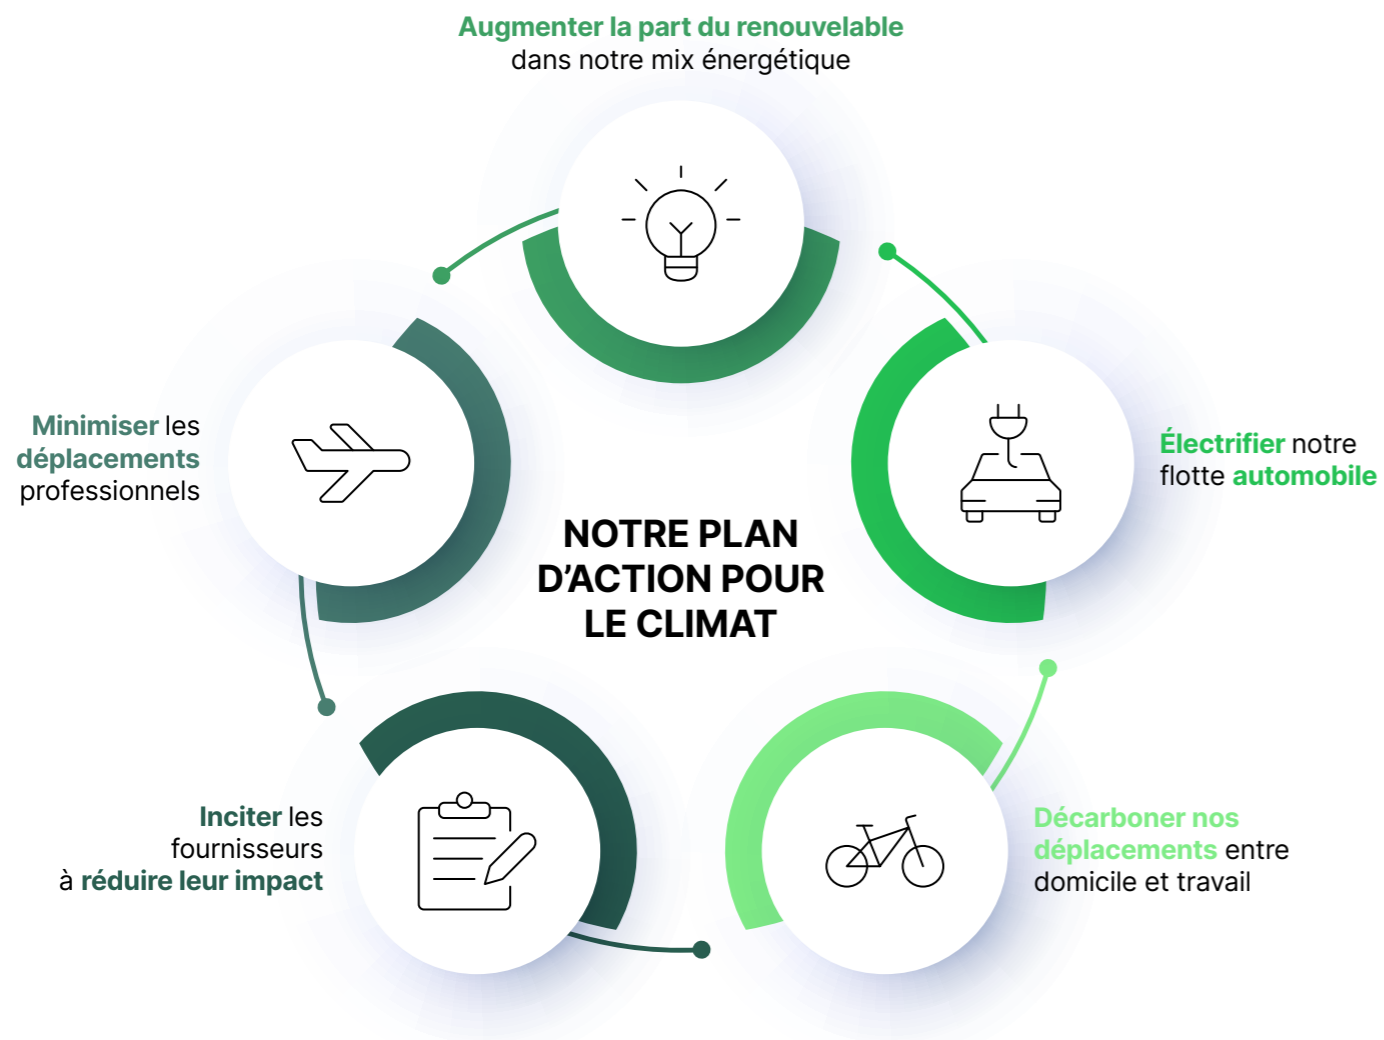 Augmenter la part du renouvelable
dans notre mix énergétique
Minimiser les
déplacements
professionnels
Électrifier notre
flotte automobile
NOTRE PLAN
D’ACTION POUR
LE CLIMAT
Inciter les
fournisseurs
à réduire leur impact
Décarboner nos
déplacements entre
domicile et travail